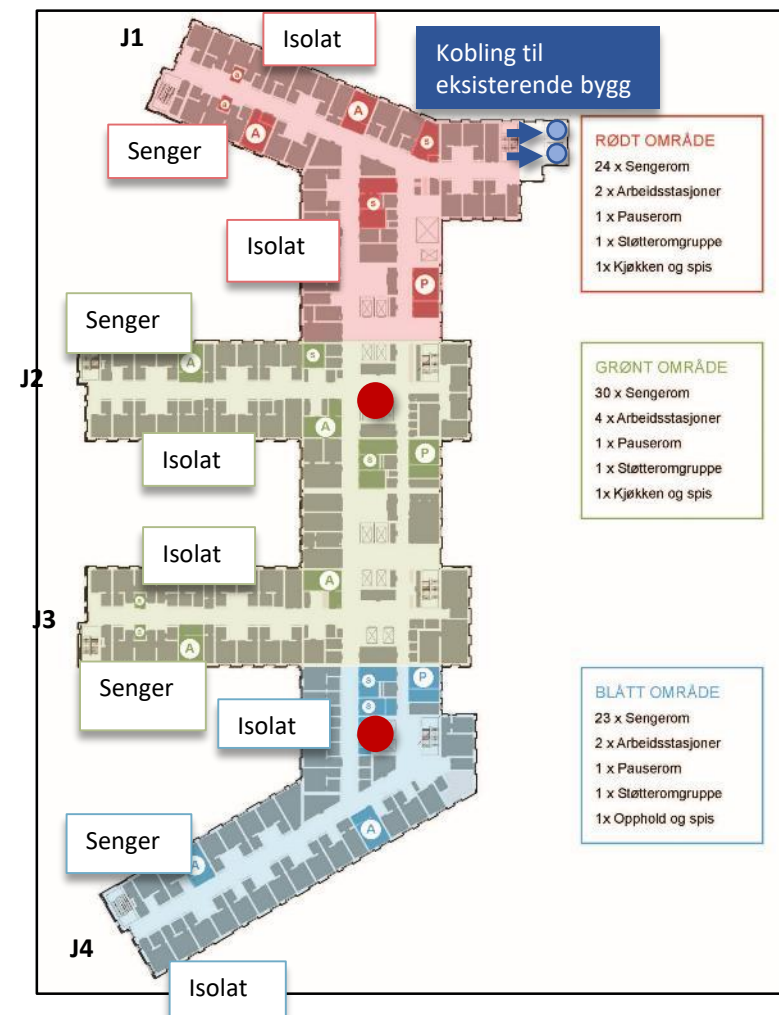 J1
Isolat
Kobling til
eksisterende bygg
s
s
A
A
s
Senger
RØDT OMRÅDE
24 x Sengerom
2 x Arbeidsstasjoner
1 x Pauserom
1 x Støtteromgruppe
1x Kjøkken og spis
s
Isolat
P
Senger
A
s
J2
GRØNT OMRÅDE
30 x Sengerom
4 x Arbeidsstasjoner
1 x Pauserom
1 x Støtteromgruppe
1x Kjøkken og spis
A
Isolat
s
P
Isolat
A
s
J3
s
A
Senger
s
P
s
Isolat
BLÅTT OMRÅDE
23 x Sengerom
2 x Arbeidsstasjoner
1 x Pauserom
1 x Støtteromgruppe
1x Opphold og spis
A
Senger
A
J4
Isolat